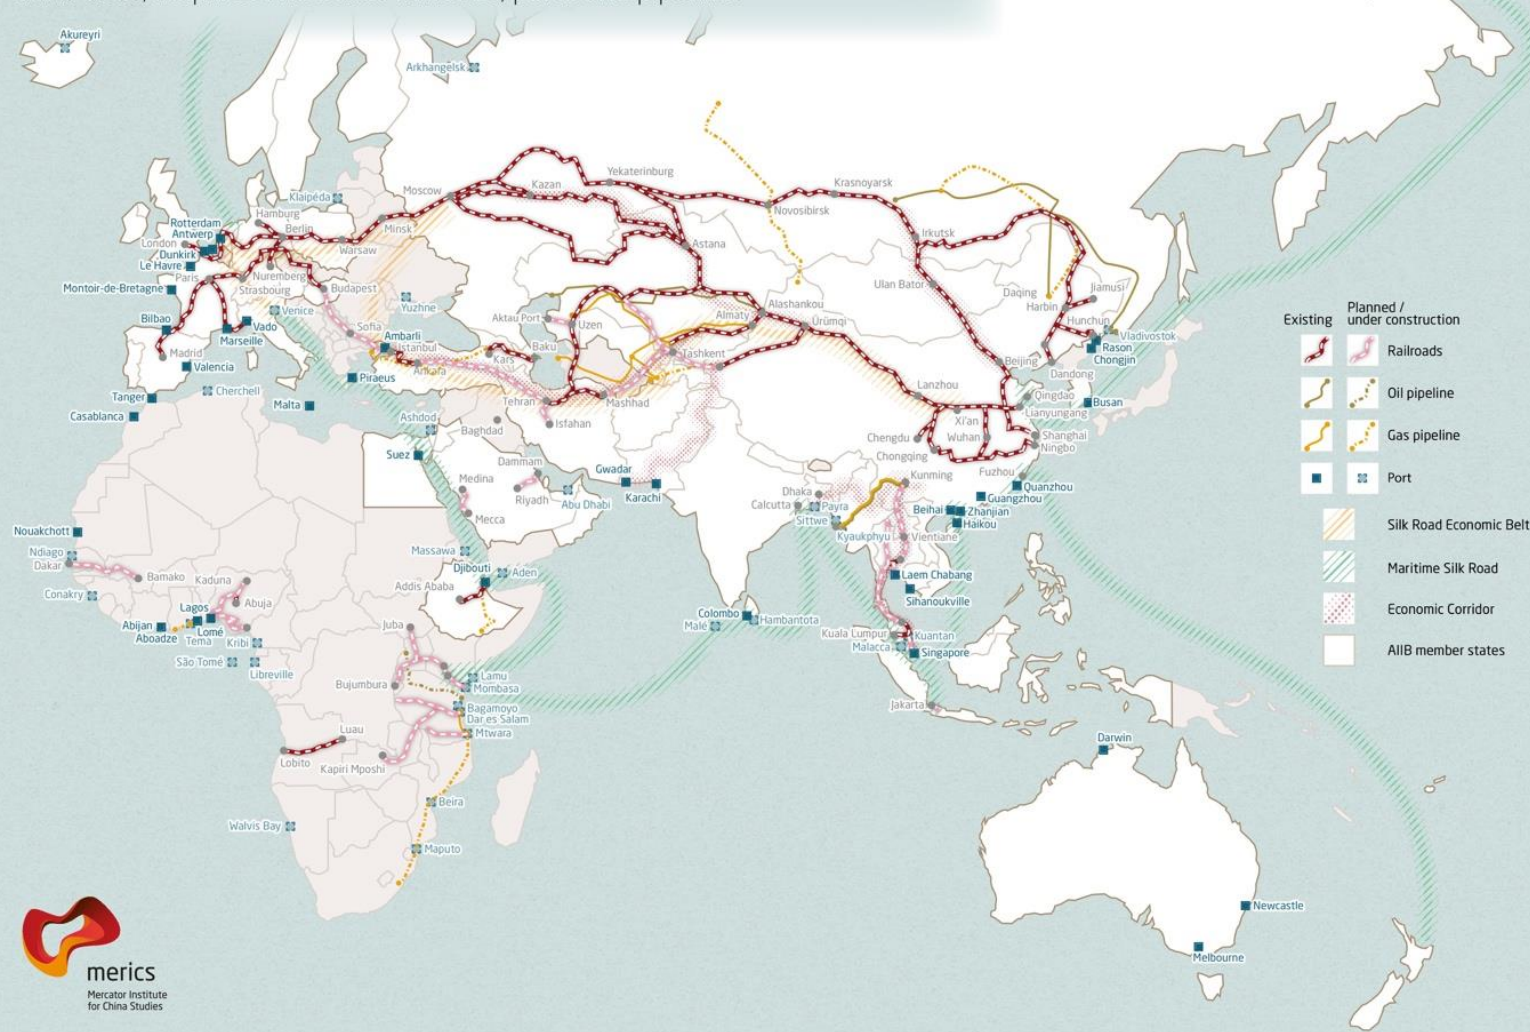 Akureyri
Arkhangelsk
Yekaterinburg
Kazan
Moscow
Krasnoyarsk
Novosibirsk
Klaipėda
Hamburg
Rotterdam
Antwerp
Berlin
Minsk
Irkutsk
London
Warsaw
Astana
Dunkirk
Le Havre
Paris
Nuremberg
Strasbourg
Budapest
Ulan Bator
Montoir-de-Bretagne
Daqing
Jiamusi
Harbin
Yuzhne
Venice
Aktau Port
Uzen
Almaty
Alashankou
Ürümqi
Hunchun
Bilbao
Vado
Marseille
Sofia
Ambarli
Istanbul
Vladivostok
Rason
Chongjin
Madrid
Valencia
Kars
Baku
Tashkent
Beijing
Dandong
Ankara
Piraeus
Lanzhou
Cherchell
Tanger
Malta
Casablanca
Tehran
Mashhad
Qingdao
Busan
Lianyungang
Ashdod
Baghdad
Isfahan
Xi'an
Chengdu
Wuhan
Shanghai
Ningbo
Suez
Chongqing
Dammam
Gwadar
Karachi
Medina
Riyadh
Abu Dhabi
Kunming
Fuzhou
Quanzhou
Guangzhou
Mecca
Dhaka
Calcutta
Payra
Sittwe
Beihai
Zhanjian
Haikou
Kyaukphyu
Vientiane
Nouakchott
Ndiago
Dakar
Massawa
Djibouti
Aden
Bamako
Kaduna
Addis Ababa
Laem Chabang
Sihanoukville
Conakry
Abuja
Lagos
Abijan
Aboadze
Lomé
Tema
Kribi
Juba
Colombo
Malé
Hambantota
Kuala Lumpur
Kuantan
Malacca
Singapore
São Tomé
Libreville
Lamu
Mombasa
Bujumbura
Bagamoyo
Dar es Salam
Mtwara
Jakarta
Luau
Lobito
Kapiri Mposhi
Darwin
Beira
Walvis Bay
Maputo
Newcastle
Melbourne
Existing
Planned /
under construction
Railroads
Oil pipeline
Gas pipeline
Port
Silk Road Economic Belt
Maritime Silk Road
Economic Corridor
AIIB member states
merics
Mercator Institute
for China Studies